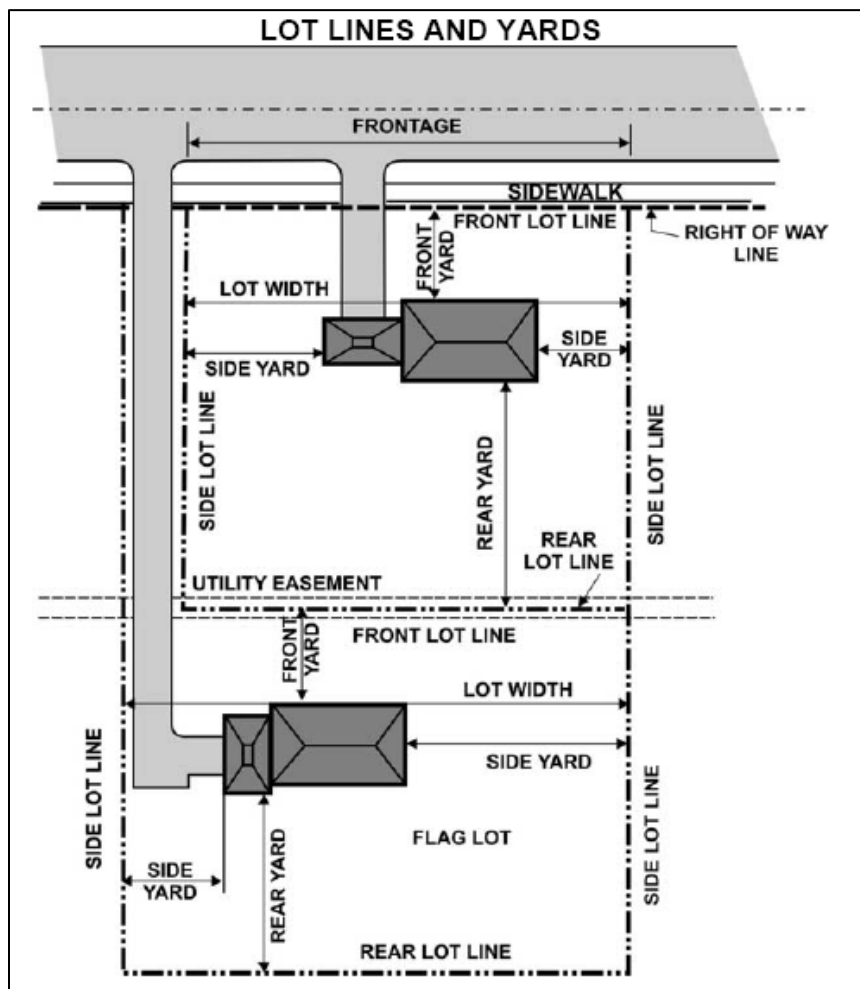 LOT LINES AND YARDS
FRONTAGE
SIDEWALK
FRONT LOT LINE
RIGHT OF WAY
LINE
FRONT
YARD
LOT WIDTH
SIDE
YARD
SIDE YARD
SIDE LOT LINE
REAR YARD
SIDE LOT LINE
REAR
LOT LINE
UTILITY EASEMENT
FRONT LOT LINE
FRONT
YARD
LOT WIDTH
SIDE YARD
SIDE LOT LINE
SIDE LOT LINE
FLAG LOT
SIDE
YARD
REAR YARD
REAR LOT LINE